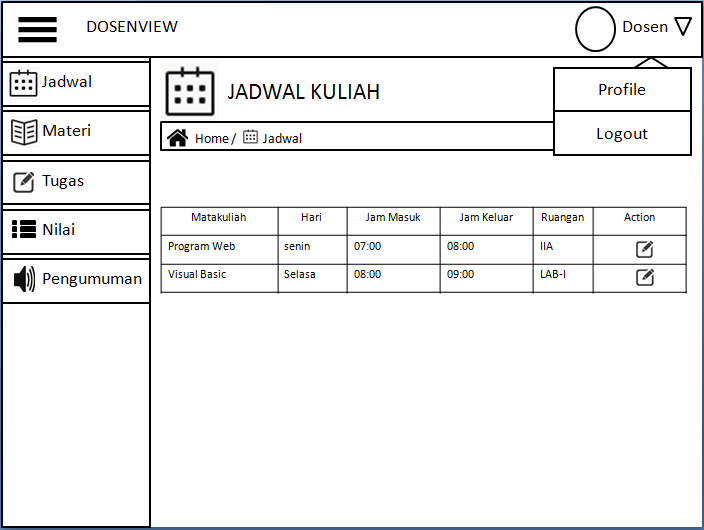 DOSENVIEW
Dosen
Profile
Logout
Jadwal
Materi
Tugas
Nilai
Pengumuman
JADWAL KULIAH
Home / Jadwal
Matakuliah Hari Jam Masuk Jam Keluar Ruangan Action
Program Web senin 07:00 08:00 IIA
Visual Basic Selasa 08:00 09:00 LAB-I